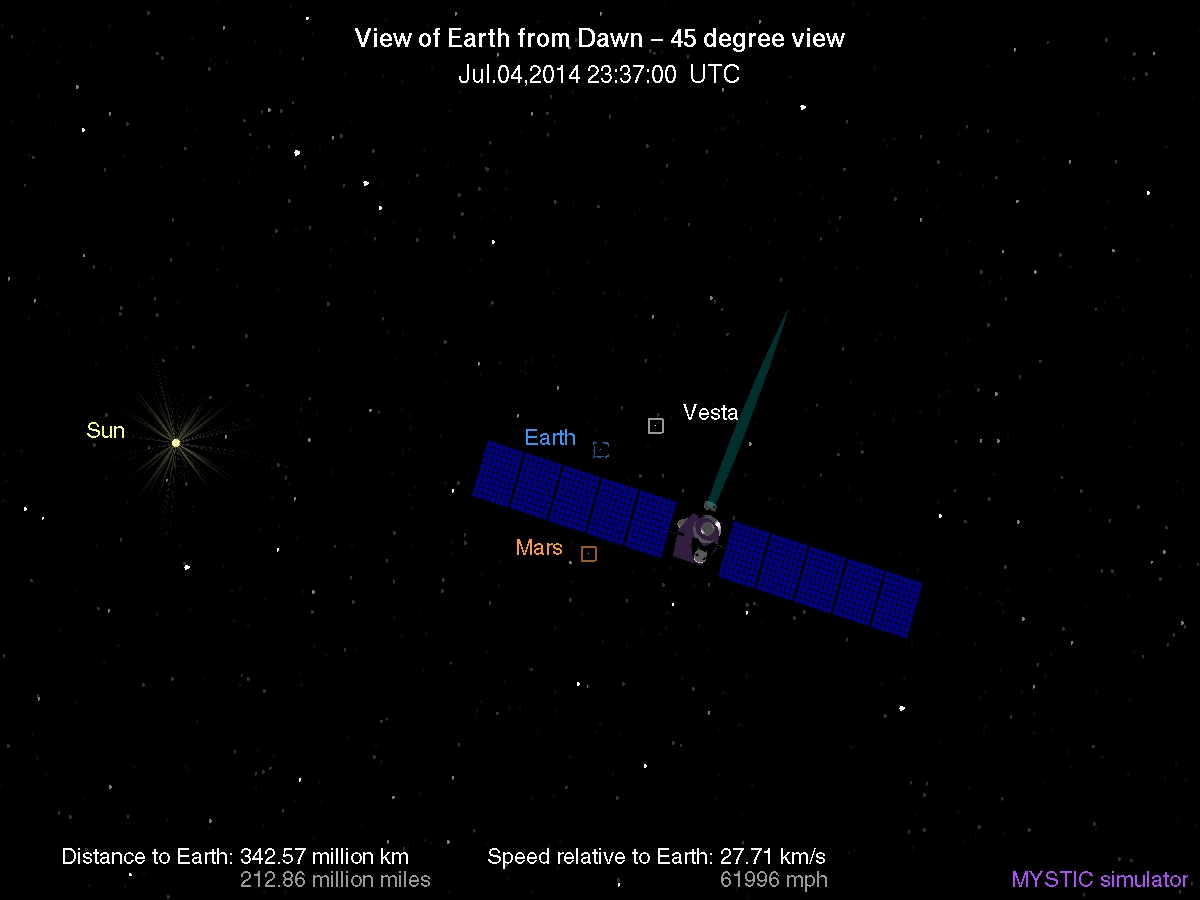 View of Earth from Dawn – 45 degree view
Jul.04,2014 23:37:00 UTC
Vesta
Sun
Earth
Mars
Distance to Earth: 342.57 million km
212.86 million miles
Speed relative to Earth: 27.71 km/s
61996 mph
MYSTIC simulator